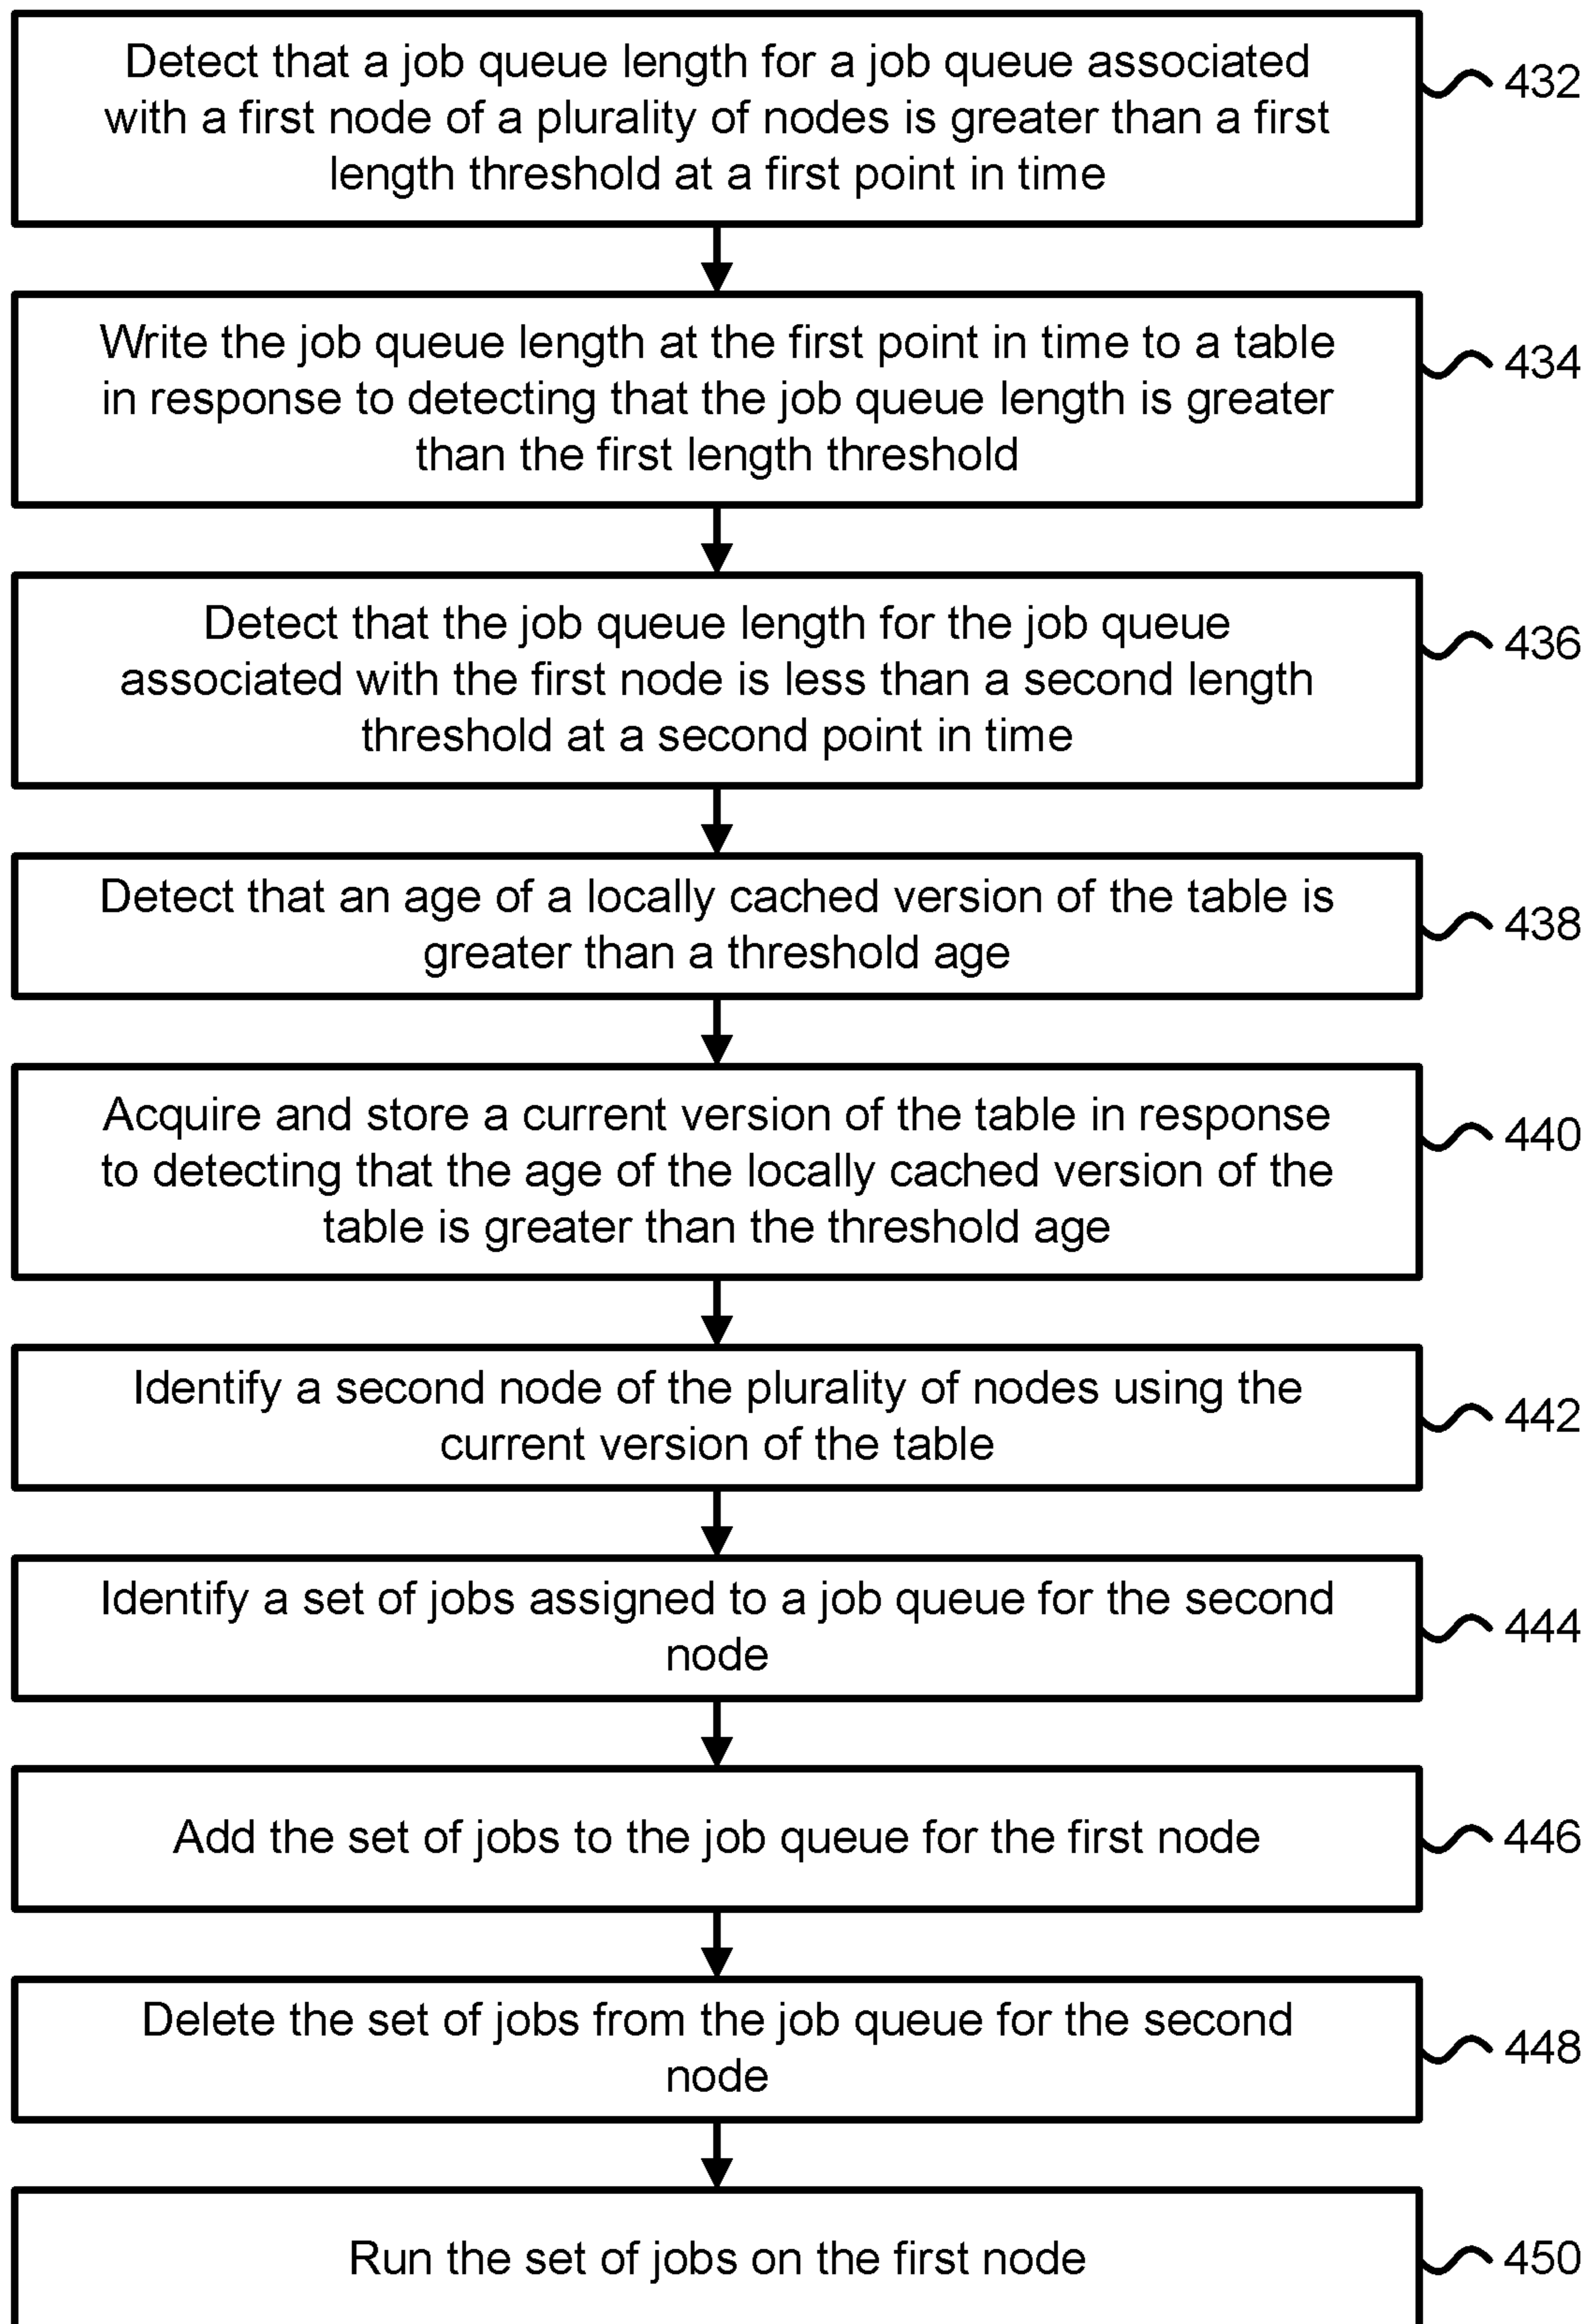 Detect that a job queue length for a job queue associated
with a first node of a plurality of nodes is greater than a first
length threshold at a first point in time
432
Write the job queue length at the first point in time to a table
in response to detecting that the job queue length is greater
than the first length threshold
434
Detect that the job queue length for the job queue
associated with the first node is less than a second length
threshold at a second point in time
436
Detect that an age of a locally cached version of the table is
greater than a threshold age
438
Acquire and store a current version of the table in response
to detecting that the age of the locally cached version of the
table is greater than the threshold age
440
Identify a second node of the plurality of nodes using the
current version of the table
442
Identify a set of jobs assigned to a job queue for the second
node
444
Add the set of jobs to the job queue for the first node
446
Delete the set of jobs from the job queue for the second
node
448
Run the set of jobs on the first node
450